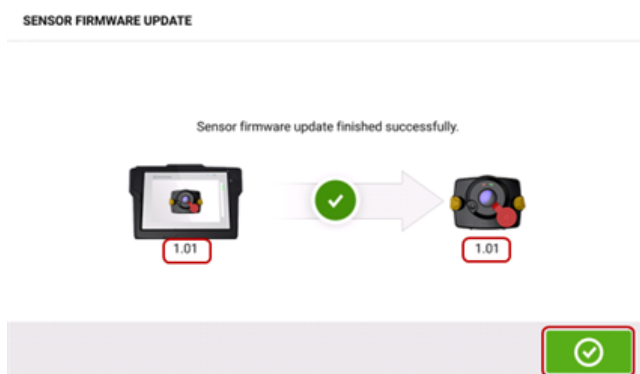 SENSOR FIRMWARE UPDATE
Sensor firmware update finished successfully.
1.01
1.01